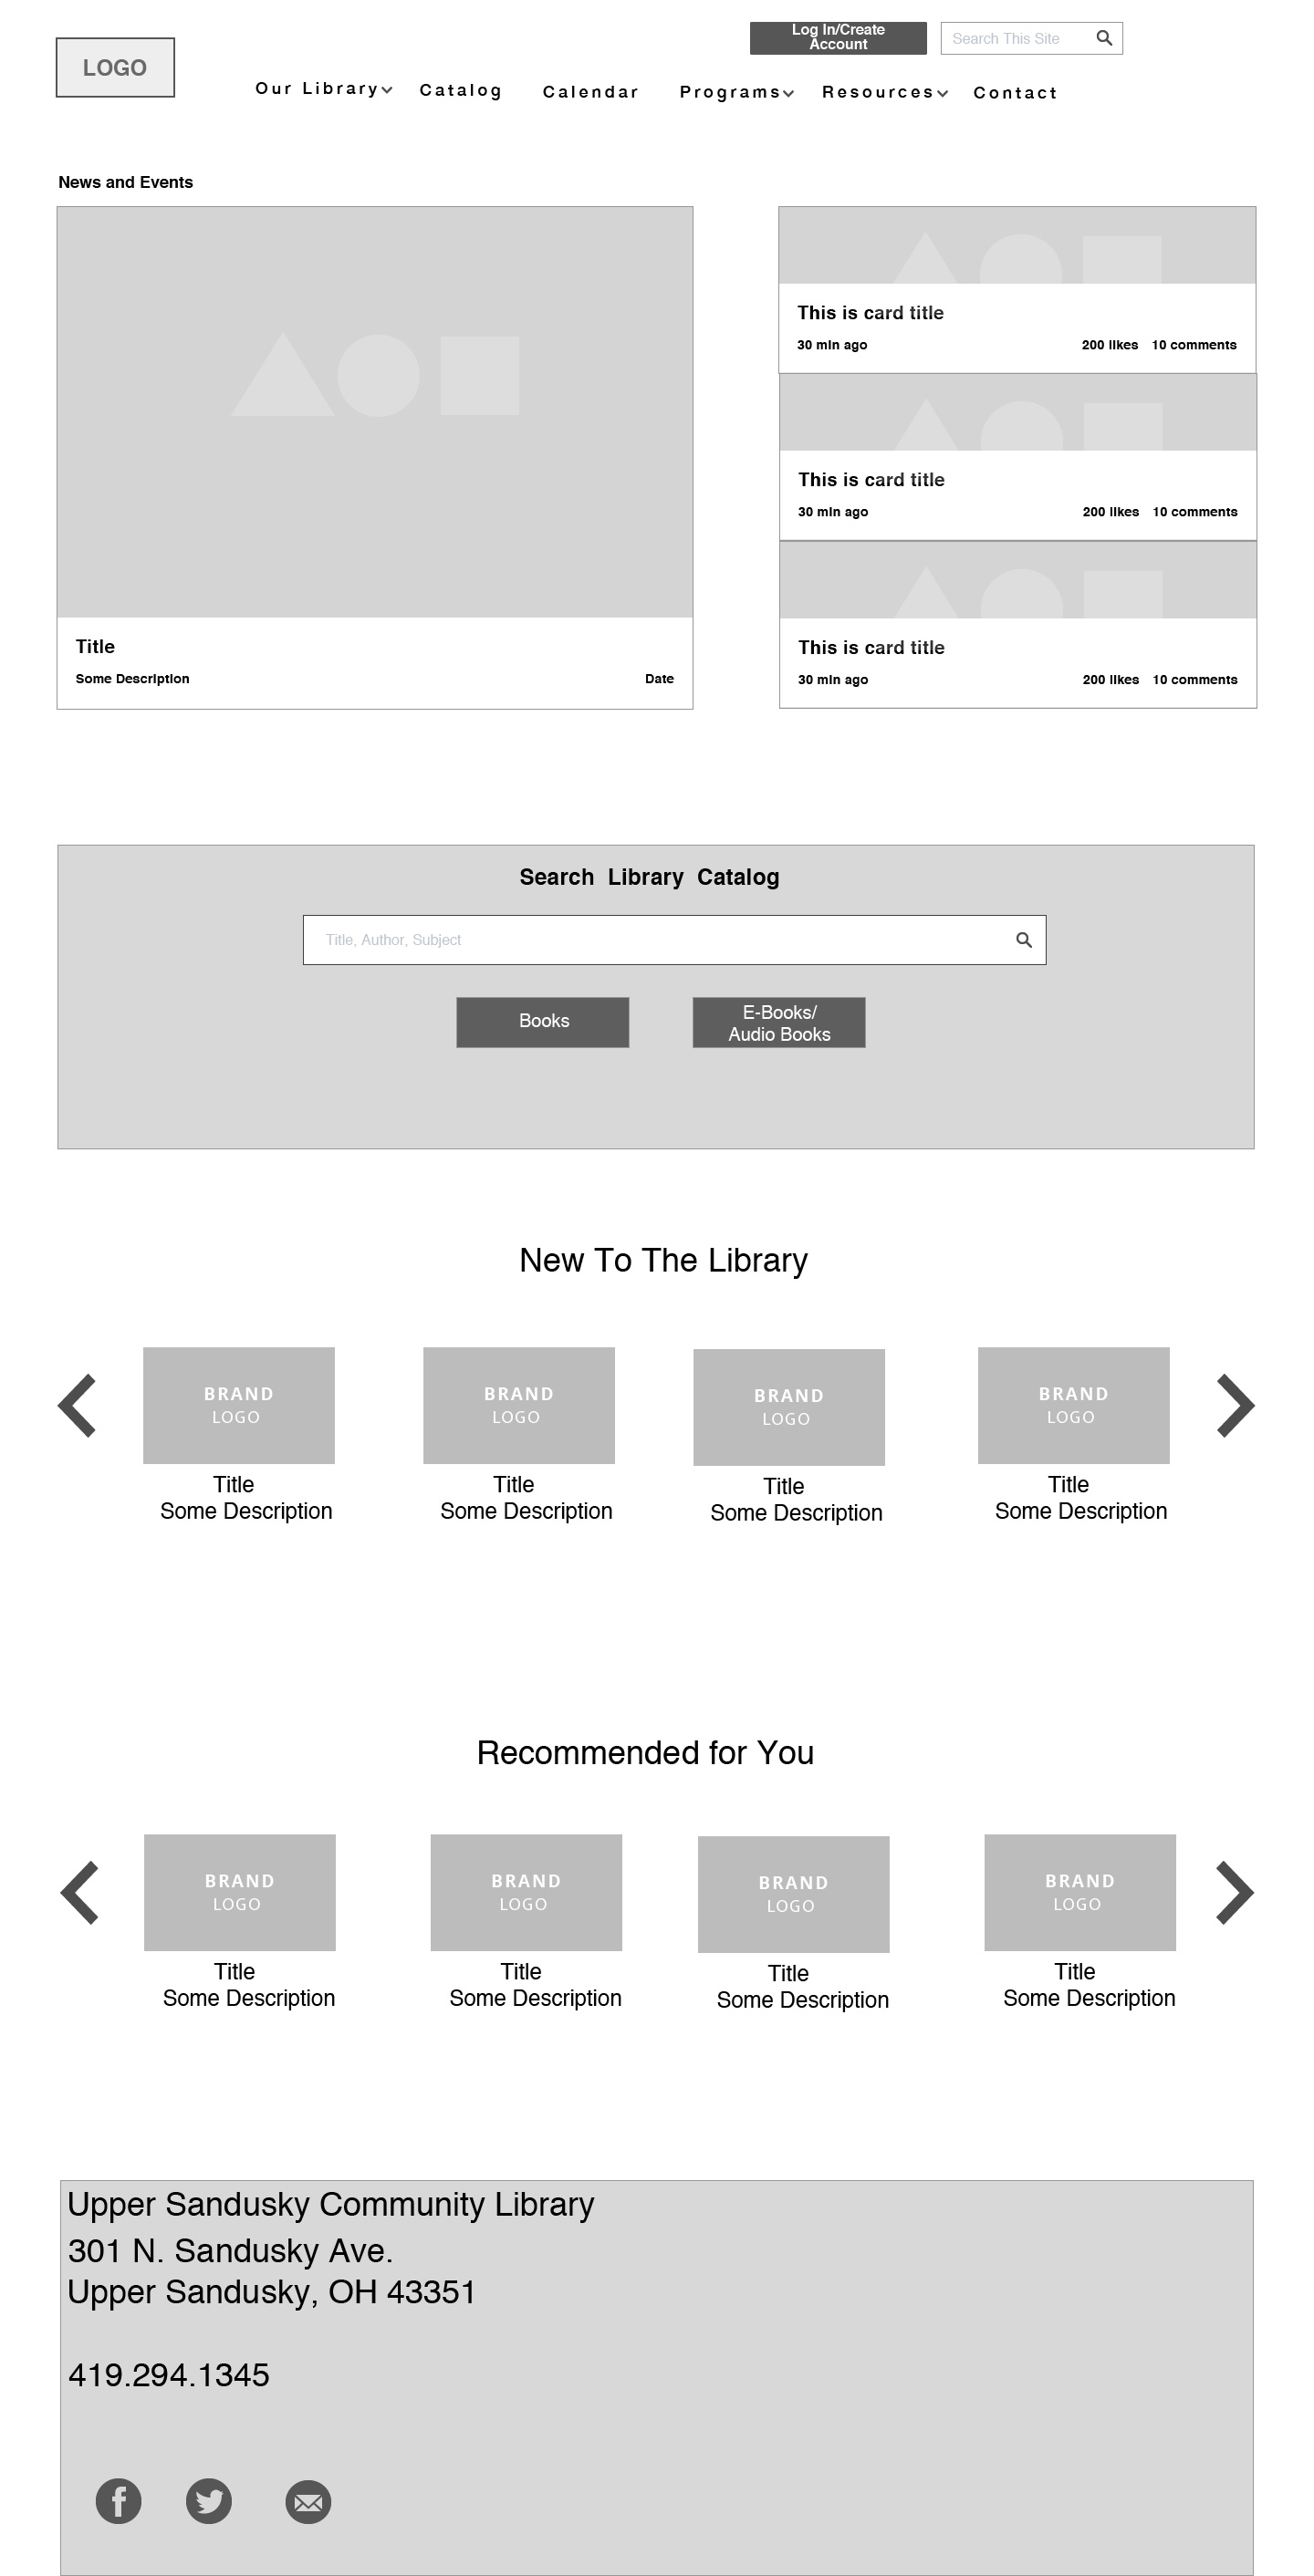 Log In/Create
Account
Search This Site
LOGO
Our Library
Catalog
Calendar
Programs
Resources
Contact
News and Events
Title
Some Description
Date
This is card title
30 min ago
200 likes
10 comments
This is card title
30 min ago
200 likes
10 comments
This is card title
30 min ago
200 likes
10 comments
Search Library Catalog
Title, Author, Subject
Books
E-Books/
Audio Books
New To The Library
BRAND
LOGO
Title
Some Description
BRAND
LOGO
Title
Some Description
BRAND
LOGO
Title
Some Description
BRAND
LOGO
Title
Some Description
Recommended for You
BRAND
LOGO
Title
Some Description
BRAND
LOGO
Title
Some Description
BRAND
LOGO
Title
Some Description
BRAND
LOGO
Title
Some Description
Upper Sandusky Community Library
301 N. Sandusky Ave.
Upper Sandusky, OH 43351
419.294.1345